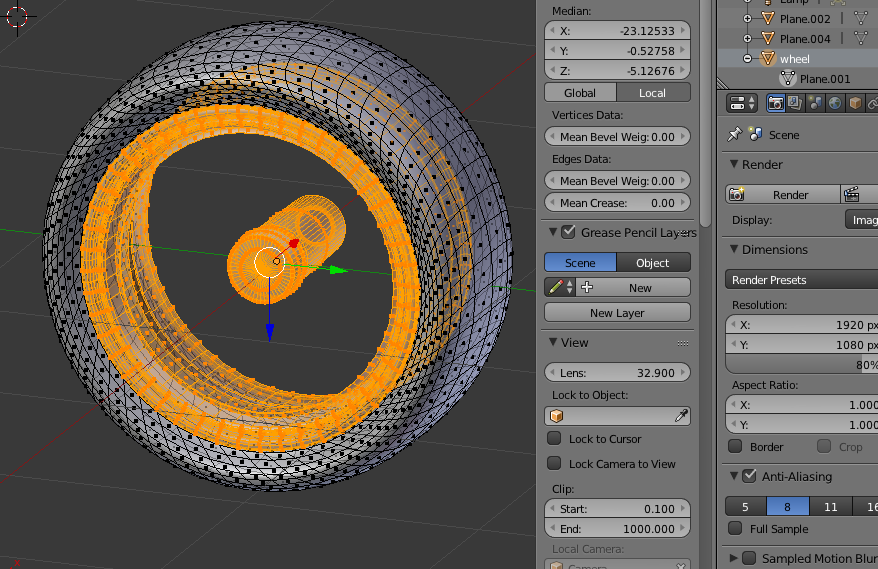 Median:
X: -23.12533
Y: -0.52758
Z: -5.12676
Global Local
Vertices Data:
Mean Bevel Weig: 0.00
Edges Data:
Mean Bevel Weig: 0.00
Mean Crease: 0.00
Grease Pencil Layers
Scene Object
New
New Layer
View
Lens: 32.900
Lock to Object:
Lock to Cursor
Lock Camera to View
Clip:
Start: 0.100
End: 1000.000
Local Camera:
Camera
Lamp
Plane.002
Plane.004
wheel
Plane.001
Scene
Render
Render
Display: Imag
Dimensions
Render Presets
Resolution:
X: 1920 px
Y: 1080 px
80%
Aspect Ratio:
X: 1.000
Y: 1.000
Border Crop
Anti-Aliasing
5 8 11 16
Full Sample
Sampled Motion Blur